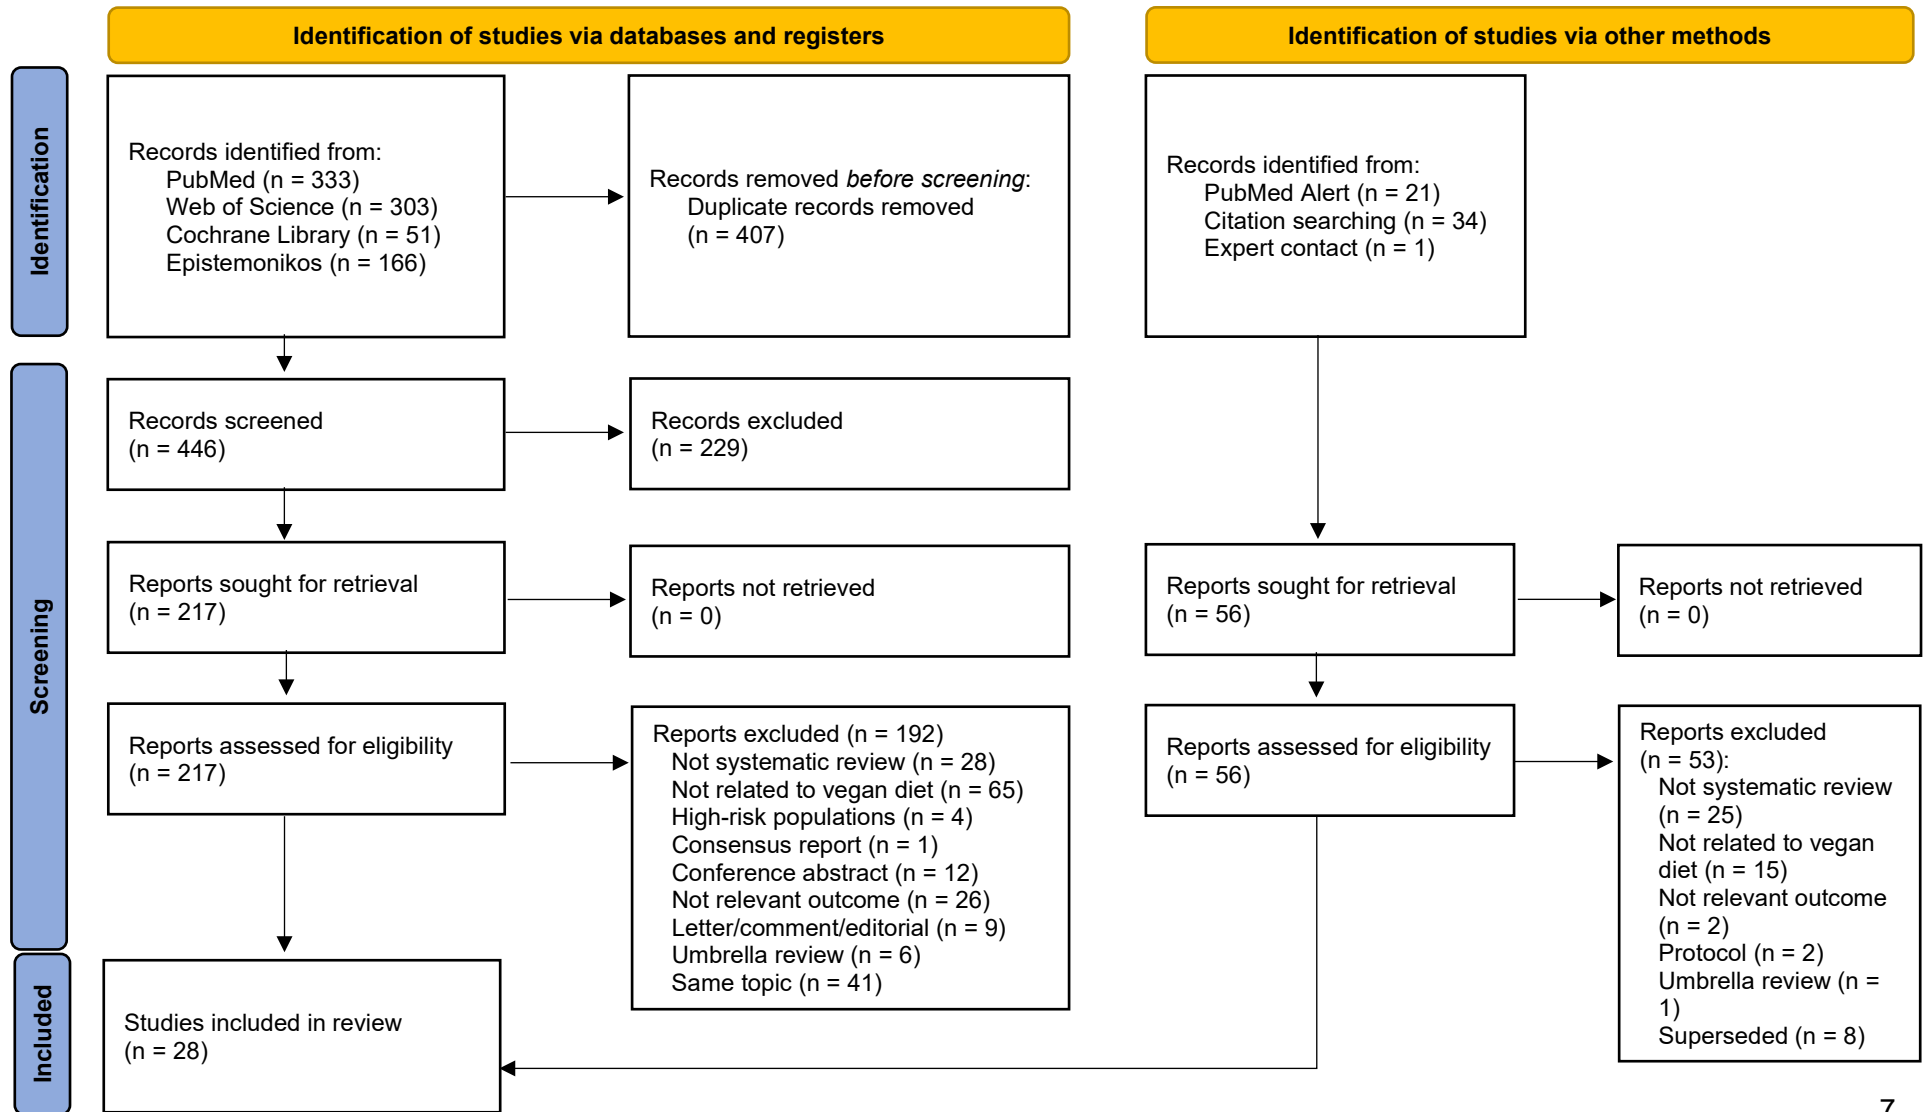 Identification of studies via databases and registers
Identification of studies via other methods
Identification
Records identified from:
PubMed (n = 333)
Web of Science (n = 303)
Cochrane Library (n = 51)
Epistemonikos (n = 166)
Records removed before screening:
Duplicate records removed
(n = 407)
Records identified from:
PubMed Alert (n = 21)
Citation searching (n = 34)
Expert contact (n = 1)
Screening
Records screened
(n = 446)
Records excluded
(n = 229)
Reports sought for retrieval
(n = 217)
Reports not retrieved
(n = 0)
Reports sought for retrieval
(n = 56)
Reports not retrieved
(n = 0)
Reports assessed for eligibility
(n = 217)
Reports excluded (n = 192)
Not systematic review (n = 28)
Not related to vegan diet (n = 65)
High-risk populations (n = 4)
Consensus report (n = 1)
Conference abstract (n = 12)
Not relevant outcome (n = 26)
Letter/comment/editorial (n = 9)
Umbrella review (n = 6)
Same topic (n = 41)
Reports assessed for eligibility
(n = 56)
Reports excluded
(n = 53):
Not systematic review
(n = 25)
Not related to vegan
diet (n = 15)
Not relevant outcome
(n = 2)
Protocol (n = 2)
Umbrella review (n =
1)
Superseded (n = 8)
Included
Studies included in review
(n = 28)
7